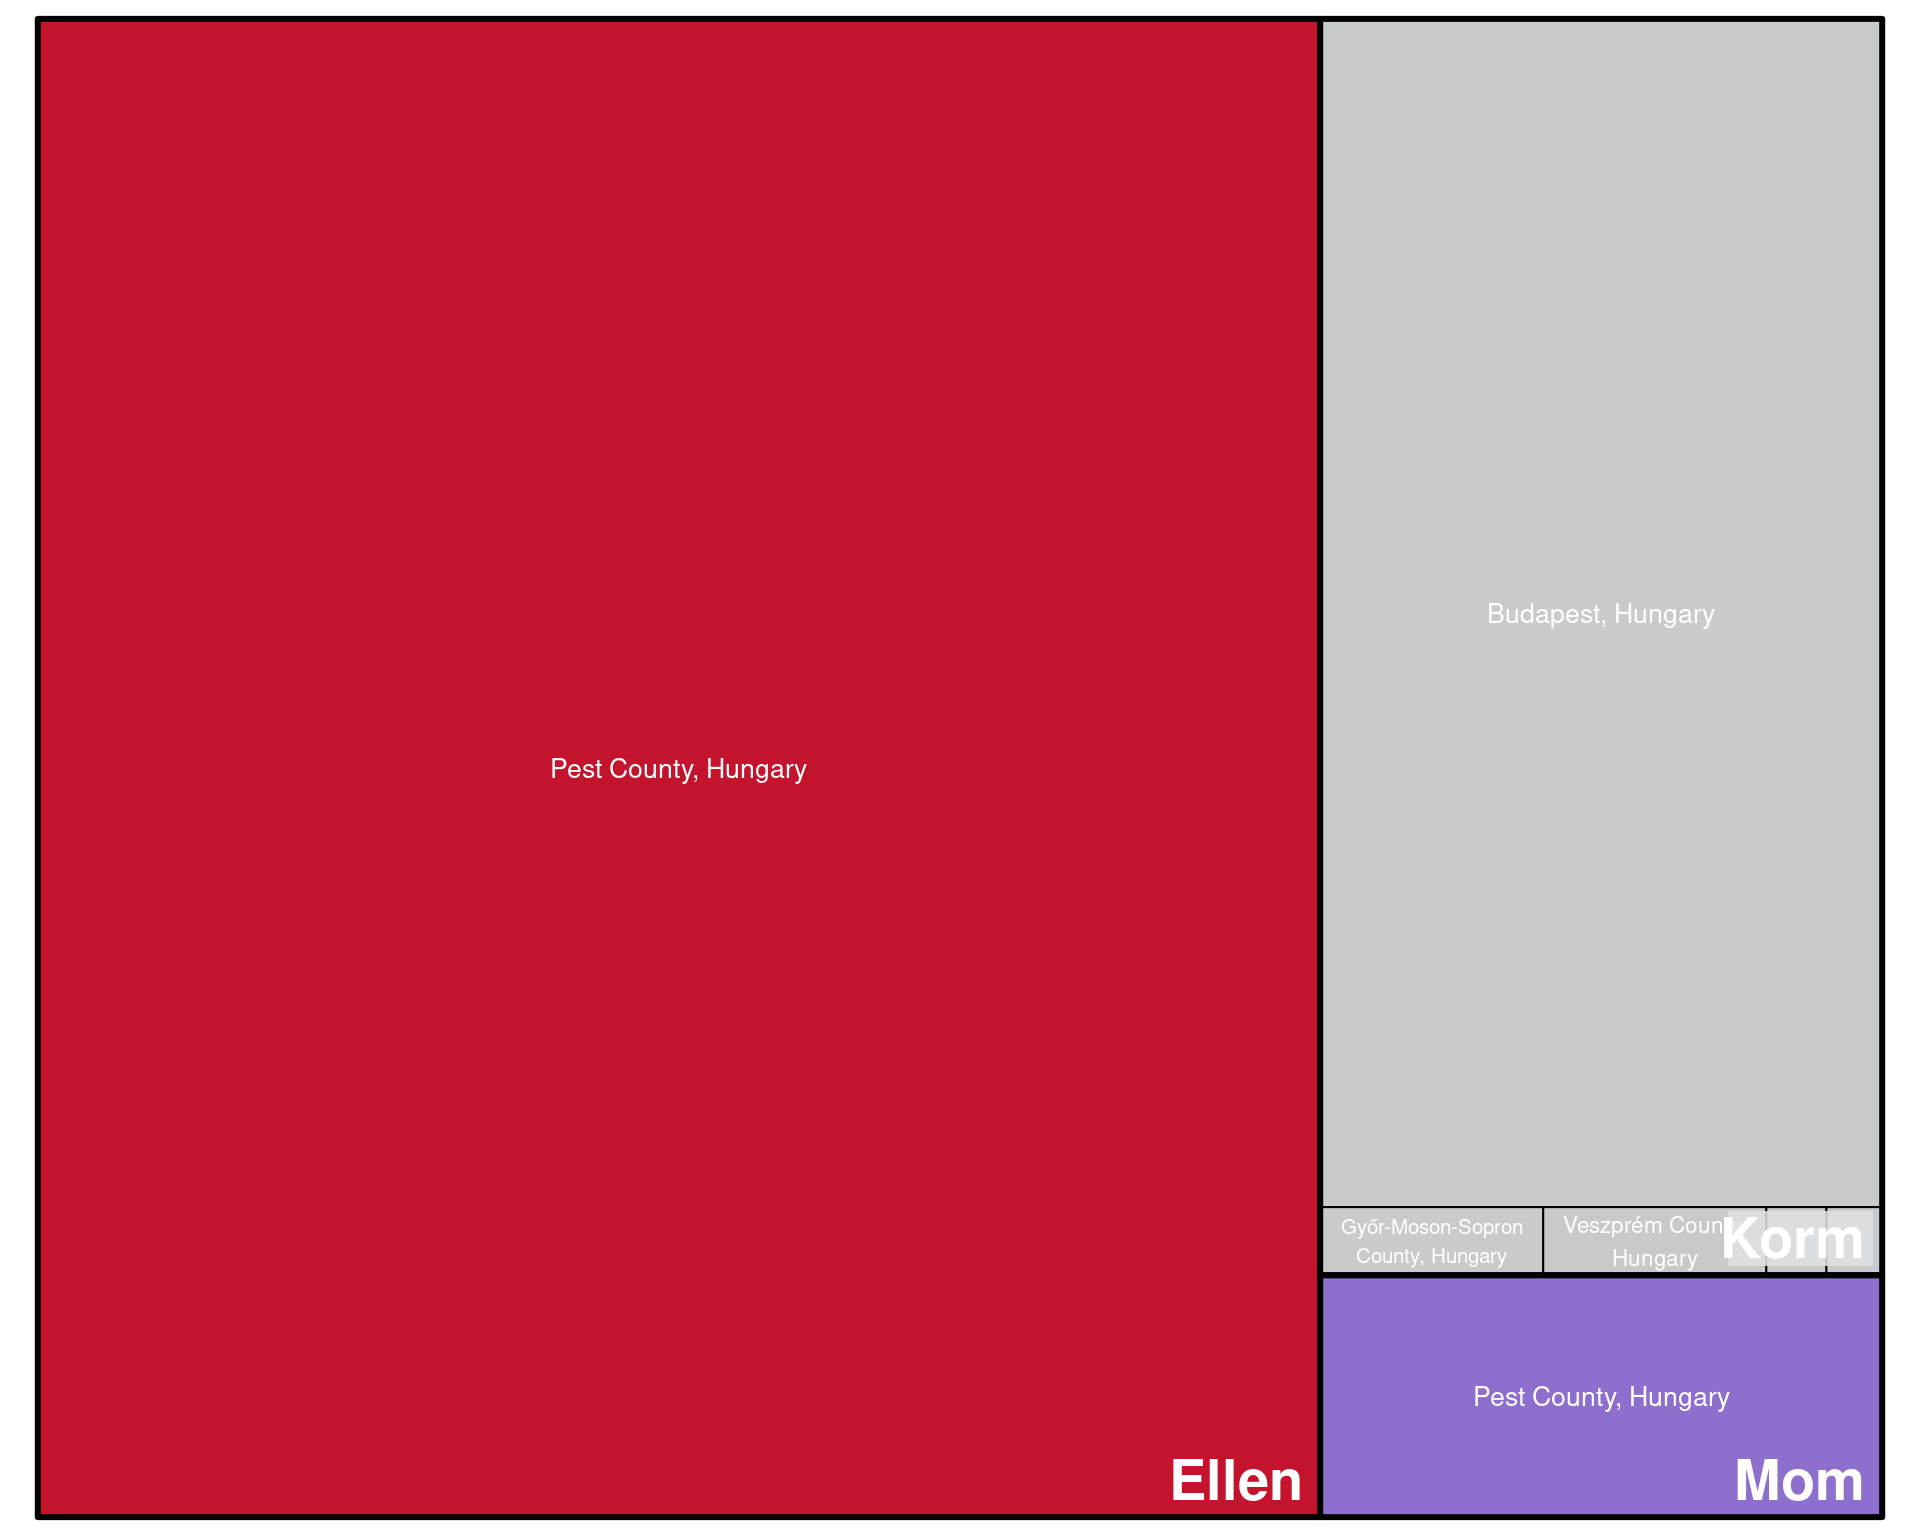 Pest County, Hungary
Ellen
Budapest, Hungary
Győr-Moson-Sopron
County, Hungary
Veszprém Coun
Hungary
Korm
Pest County, Hungary
Mom